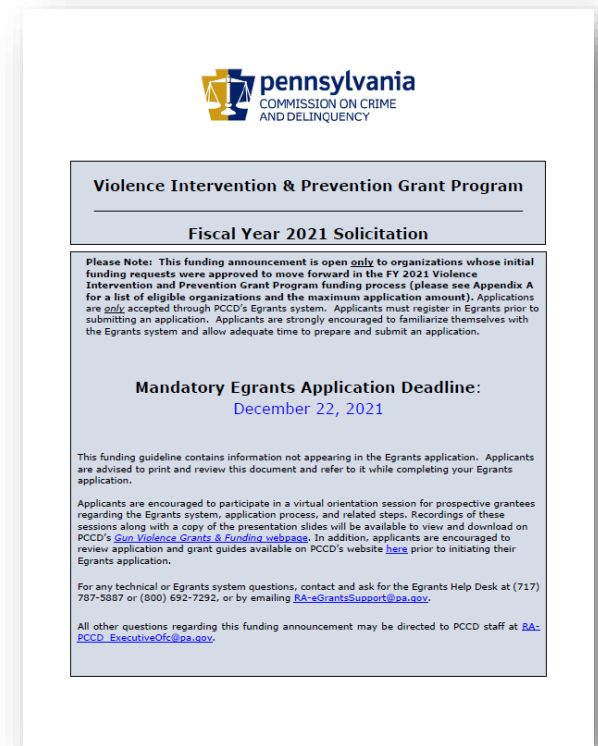 pennsylvania
COMMISSION ON CRIME
AND DELINQUENCY
Violence Intervention & Prevention Grant Program
Fiscal Year 2021 Solicitation
Please Note: This funding announcement is open only to organizations whose initial
funding requests were approved to move forward in the FY 2021 Violence
Intervention and Prevention Grant Program funding process (please see Appendix A
for a list of eligible organizations and the maximum application amount). Applications
are only accepted through PCCD's Egrants system. Applicants must register in Egrants prior to
submitting an application. Applicants are strongly encouraged to familiarize themselves with
the Egrants system and allow adequate time to prepare and submit an application.
Mandatory Egrants Application Deadline:
December 22, 2021
This funding guideline contains information not appearing in the Egrants application. Applicants
are advised to print and review this document and refer to it while completing your Egrants
application.
Applicants are encouraged to participate in a virtual orientation session for prospective grantees
regarding the Egrants system, application process, and related steps. Recordings of these
sessions along with a copy of the presentation slides will be available to view and download on
PCCD's Gun Violence Grants & Funding webpage. In addition, applicants are encouraged to
review application and grant guides available on PCCD's website here prior to initiating their
Egrants application.
For any technical or Egrants system questions, contact and ask for the Egrants Help Desk at (717)
787-5887 or (800) 692-7292, or by emailing RA-eGrantsSupport@pa.gov.
All other questions regarding this funding announcement may be directed to PCCD staff at RA-
PCCD_ExecutiveOfc@pa.gov.